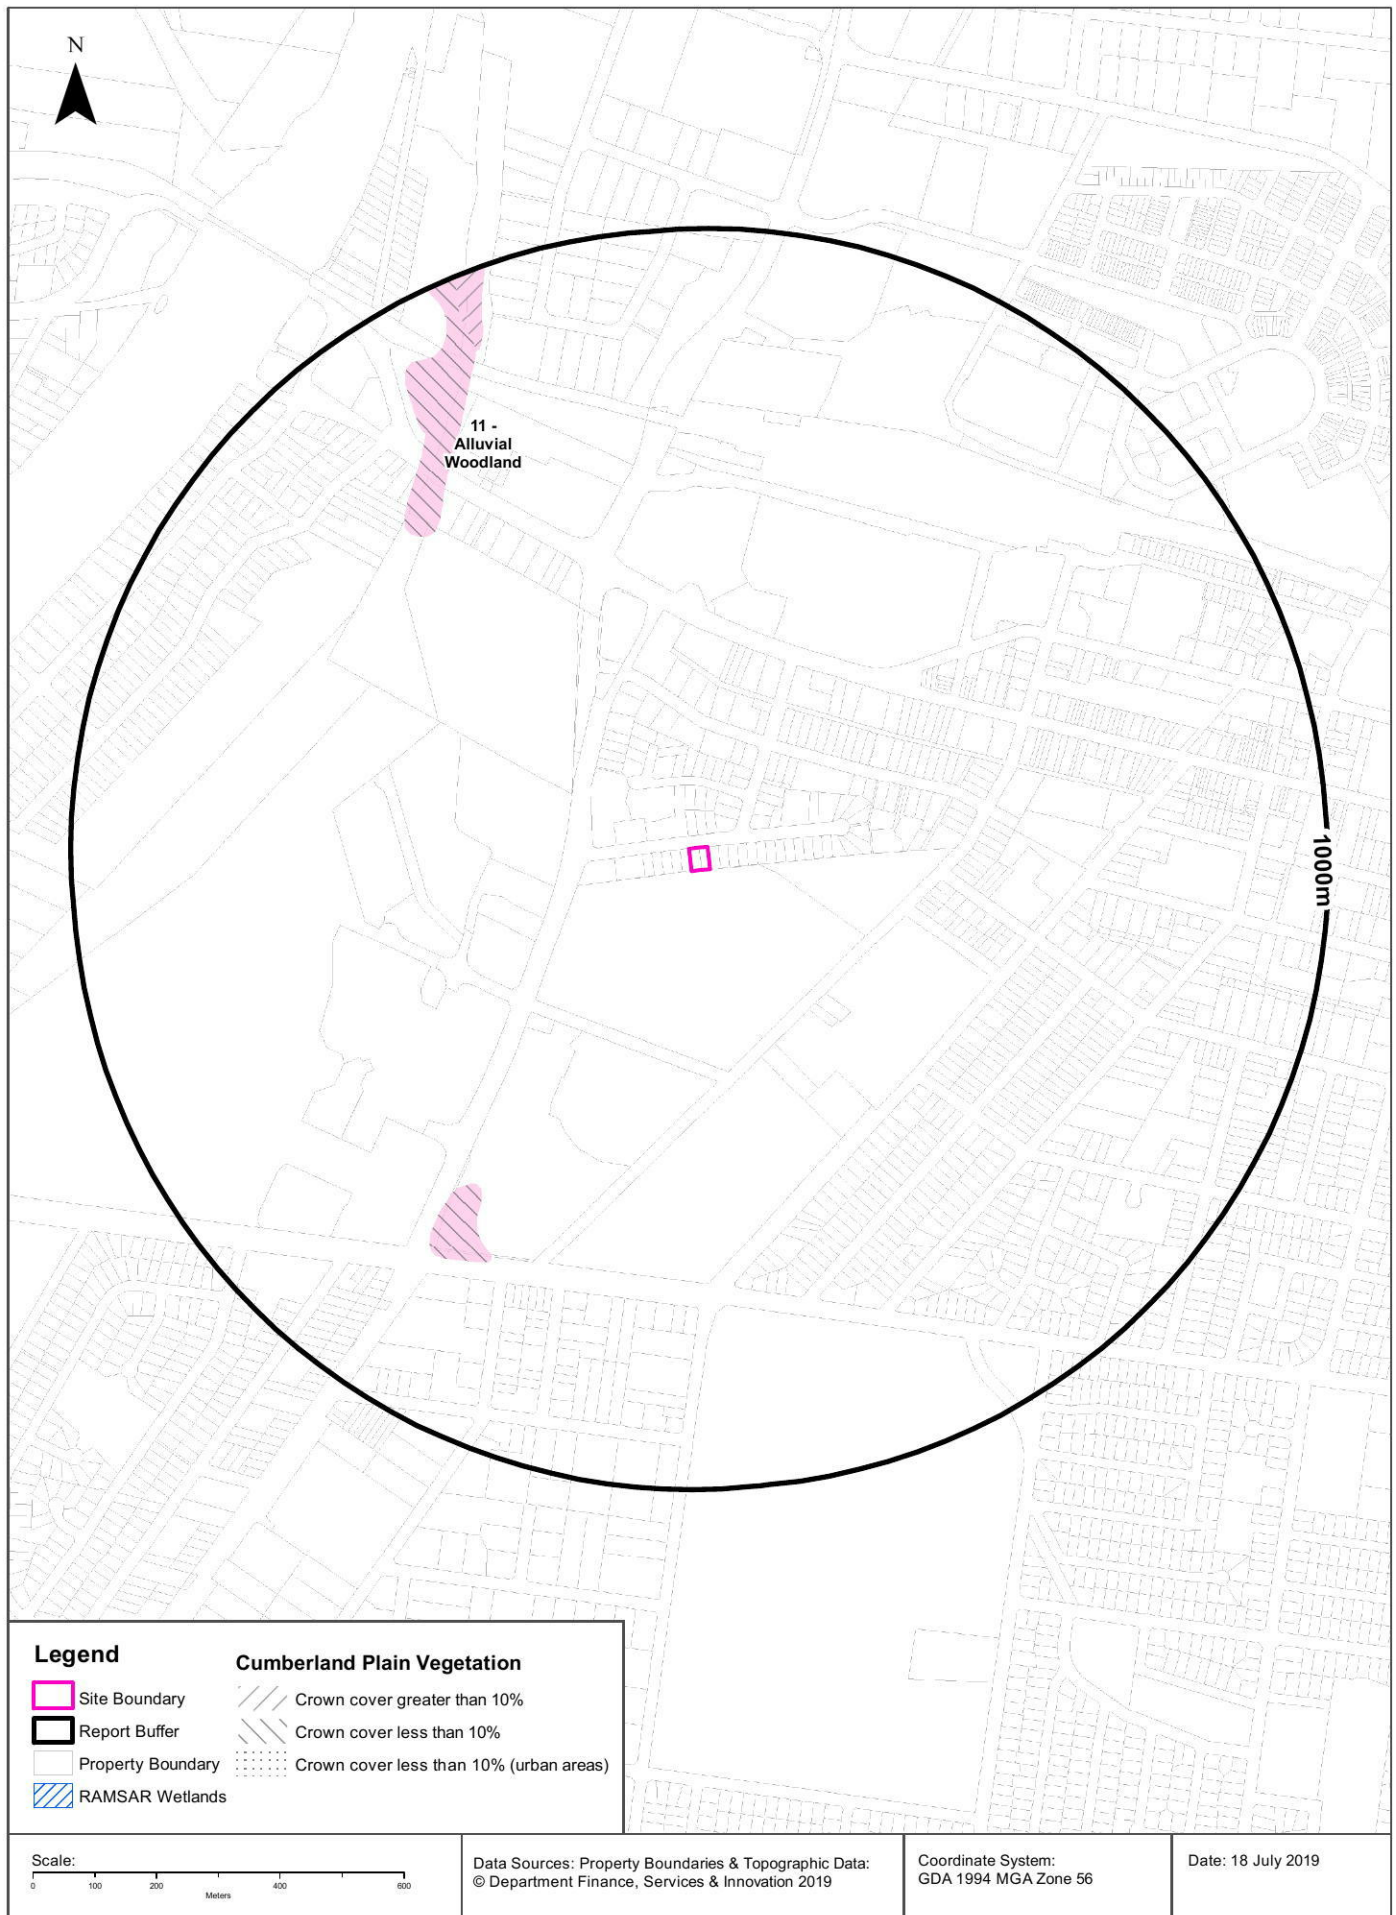 N
11 -
Alluvial
Woodland
1000m
Legend
Site Boundary
Report Buffer
Property Boundary
RAMSAR Wetlands
Cumberland Plain Vegetation
Crown cover greater than 10%
Crown cover less than 10%
Crown cover less than 10% (urban areas)
Scale:
0 100 200 400 600
Meters
Data Sources: Property Boundaries & Topographic Data:
© Department Finance, Services & Innovation 2019
Coordinate System:
GDA 1994 MGA Zone 56
Date: 18 July 2019